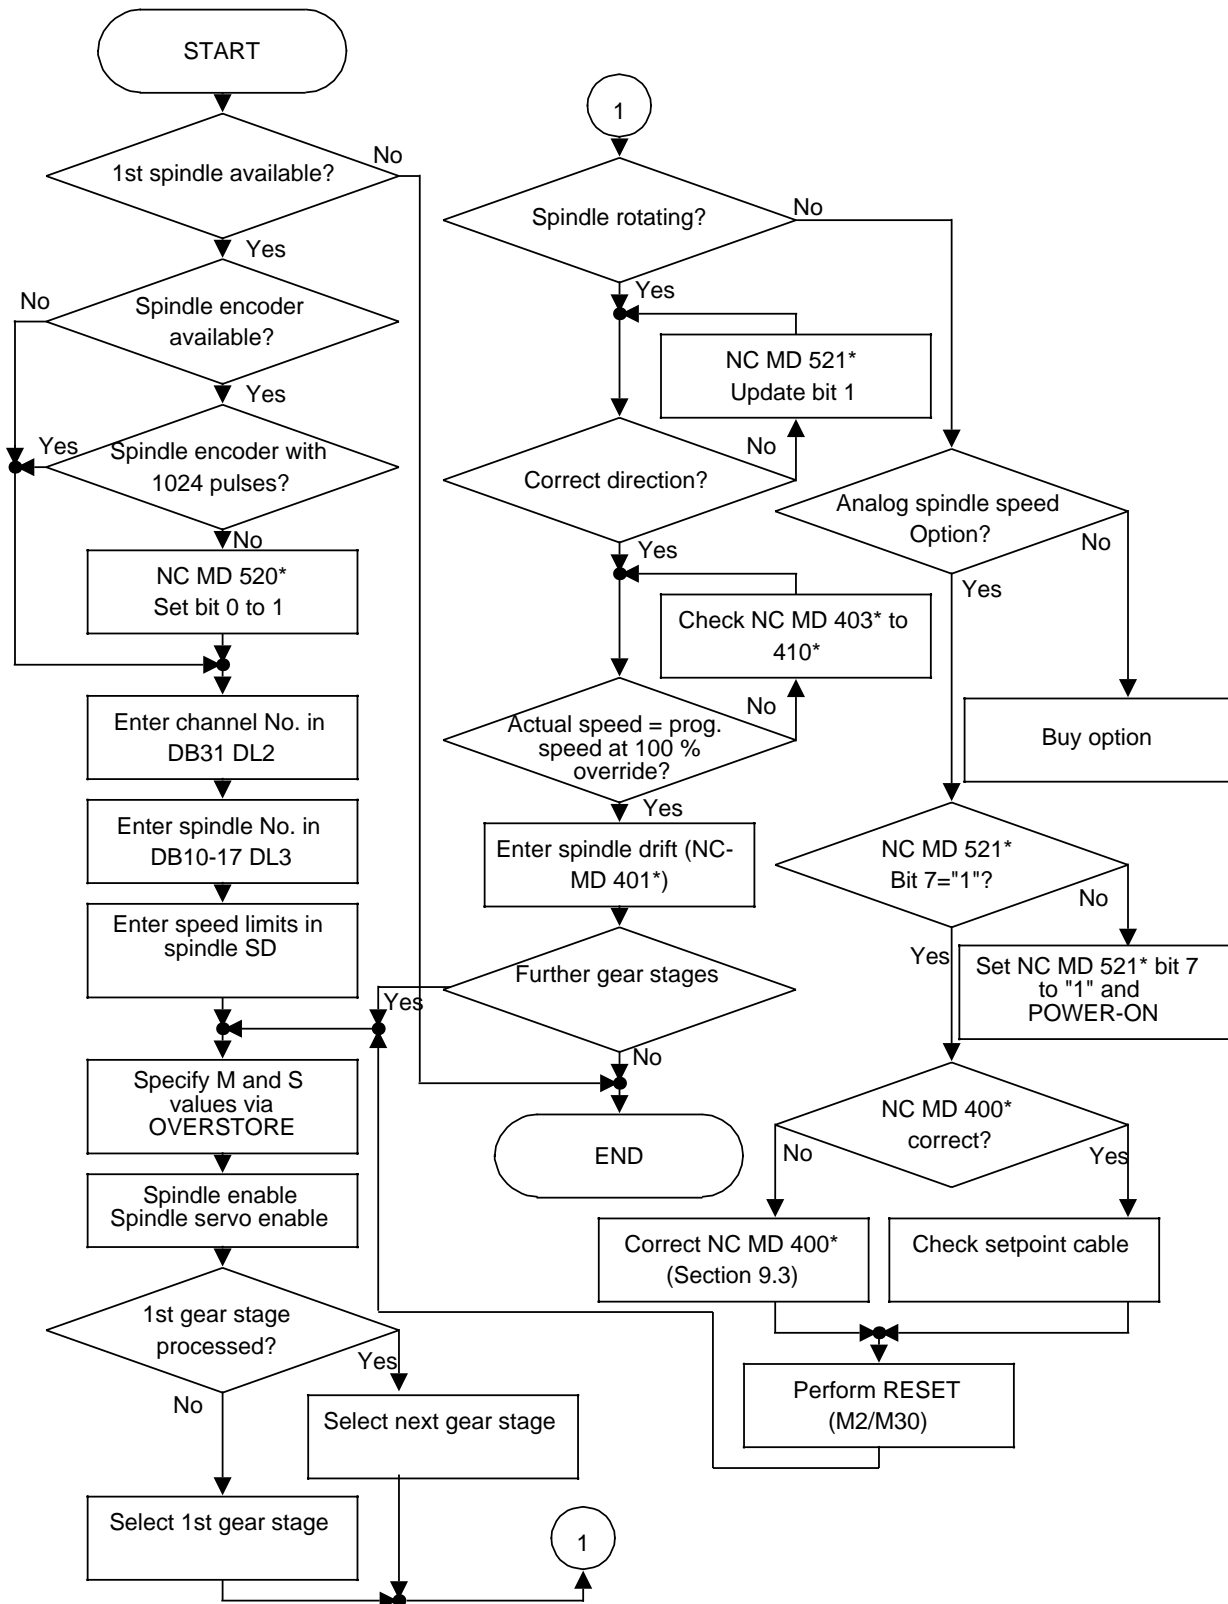 START
1st spindle available?
No
Yes
Spindle encoder
available?
No
Yes
Spindle encoder with
1024 pulses?
Yes
No
NC MD 520*
Set bit 0 to 1
Enter channel No. in
DB31 DL2
Enter spindle No. in
DB10-17 DL3
Enter speed limits in
spindle SD
Specify M and S
values via
OVERSTORE
Spindle enable
Spindle servo enable
1st gear stage
processed?
Yes
No
Select next gear stage
Select 1st gear stage
1
1
Spindle rotating?
No
Yes
NC MD 521*
Update bit 1
No
Correct direction?
Yes
Check NC MD 403* to
410*
No
Actual speed = prog.
speed at 100 %
override?
Yes
Enter spindle drift (NC-
MD 401*)
Further gear stages
Yes
No
END
Analog spindle speed
Option?
No
Yes
Buy option
NC MD 521*
Bit 7="1"?
No
Yes
Set NC MD 521* bit 7
to "1" and
POWER-ON
NC MD 400*
correct?
No
Yes
Correct NC MD 400*
(Section 9.3)
Check setpoint cable
Perform RESET
(M2/M30)